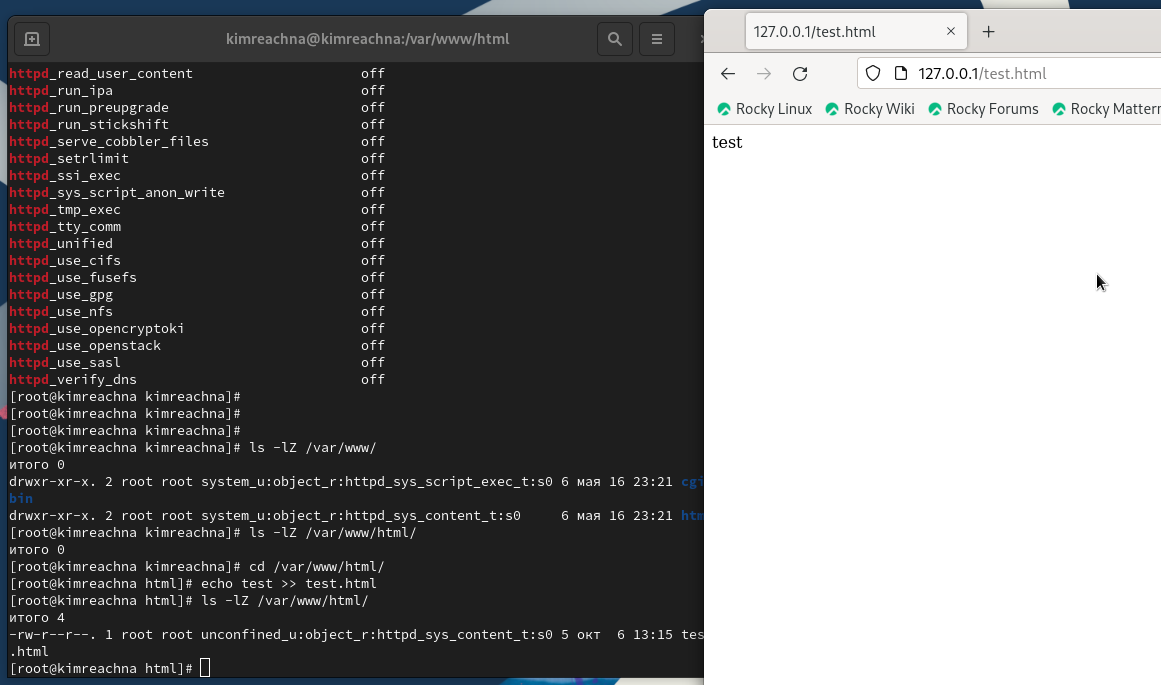 kimreachna@kimreachna:/var/www/html
httpd_read_user_content off
httpd_run_ipa off
httpd_run_preupgrade off
httpd_run_stickshift off
httpd_serve_cobbler_files off
httpd_setrlimit off
httpd_ssi_exec off
httpd_sys_script_anon_write off
httpd_tmp_exec off
httpd_tty_comm off
httpd_unified off
httpd_use_cifs off
httpd_use_fusefs off
httpd_use_gpg off
httpd_use_nfs off
httpd_use_opencryptoki off
httpd_use_openstack off
httpd_use_sasl off
httpd_verify_dns off
[root@kimreachna kimreachna]#
[root@kimreachna kimreachna]#
[root@kimreachna kimreachna]#
[root@kimreachna kimreachna]# ls -lZ /var/www/
итого 0
drwxr-xr-x. 2 root root system_u:object_r:httpd_sys_script_exec_t:s0 6 мая 16 23:21 cgi
bin
drwxr-xr-x. 2 root root system_u:object_r:httpd_sys_content_t:s0 6 мая 16 23:21 htm
[root@kimreachna kimreachna]# ls -lZ /var/www/html/
итого 0
[root@kimreachna kimreachna]# cd /var/www/html/
[root@kimreachna html]# echo test >> test.html
[root@kimreachna html]# ls -lZ /var/www/html/
итого 4
-rw-r--r--. 1 root root unconfined_u:object_r:httpd_sys_content_t:s0 5 окт 6 13:15 tes
.html
[root@kimreachna html]#
127.0.0.1/test.html
127.0.0.1/test.html
Rocky Linux Rocky Wiki Rocky Forums Rocky Mattern
test